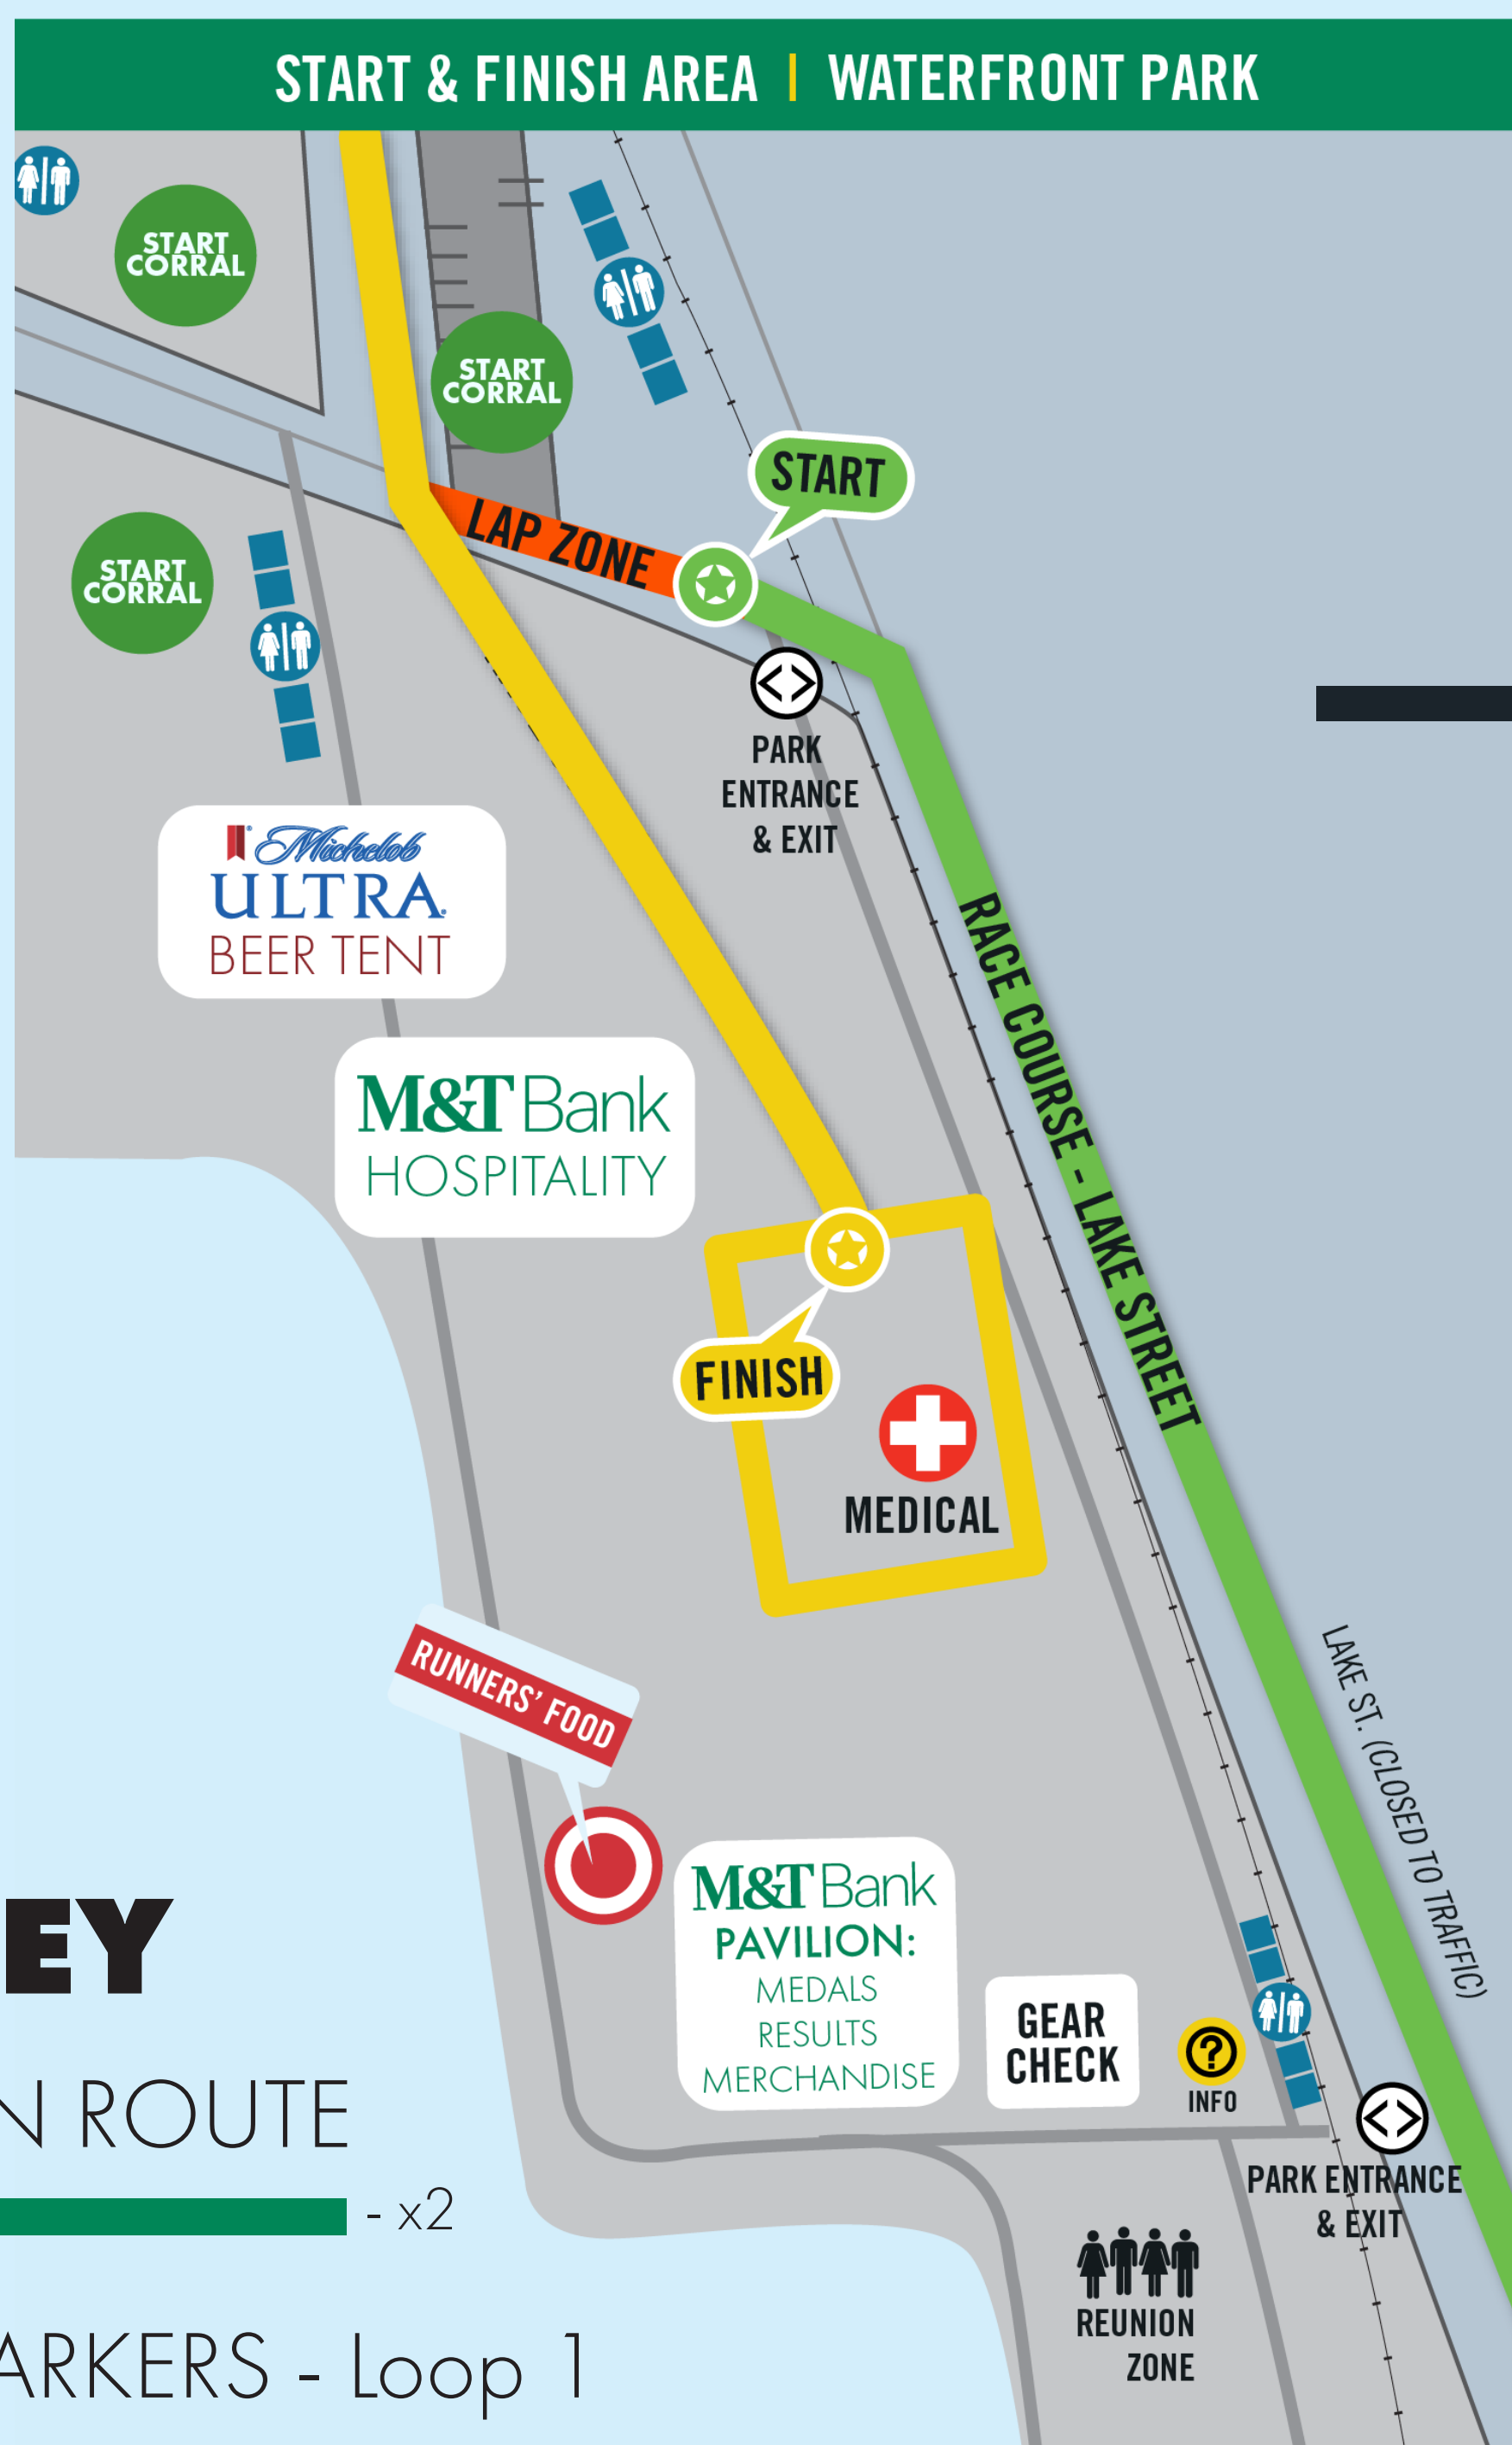 START & FINISH AREA | WATERFRONT PARK
START
CORRAL
START
CORRAL
START
LAP ZONE
START
CORRAL
PARK
ENTRANCE
& EXIT
Michelob
ULTRA
BEER TENT
RACE COURSE - LAKE STREET
M&T Bank
HOSPITALITY
FINISH
MEDICAL
RUNNERS' FOOD
LAKE ST. (CLOSED TO TRAFFIC)
M&T Bank
PAVILION:
MEDALS
RESULTS
MERCHANDISE
GEAR
CHECK
?
INFO
PARK ENTRANCE
& EXIT
REUNION
ZONE
EY
N ROUTE
- x2
ARKERS - Loop 1